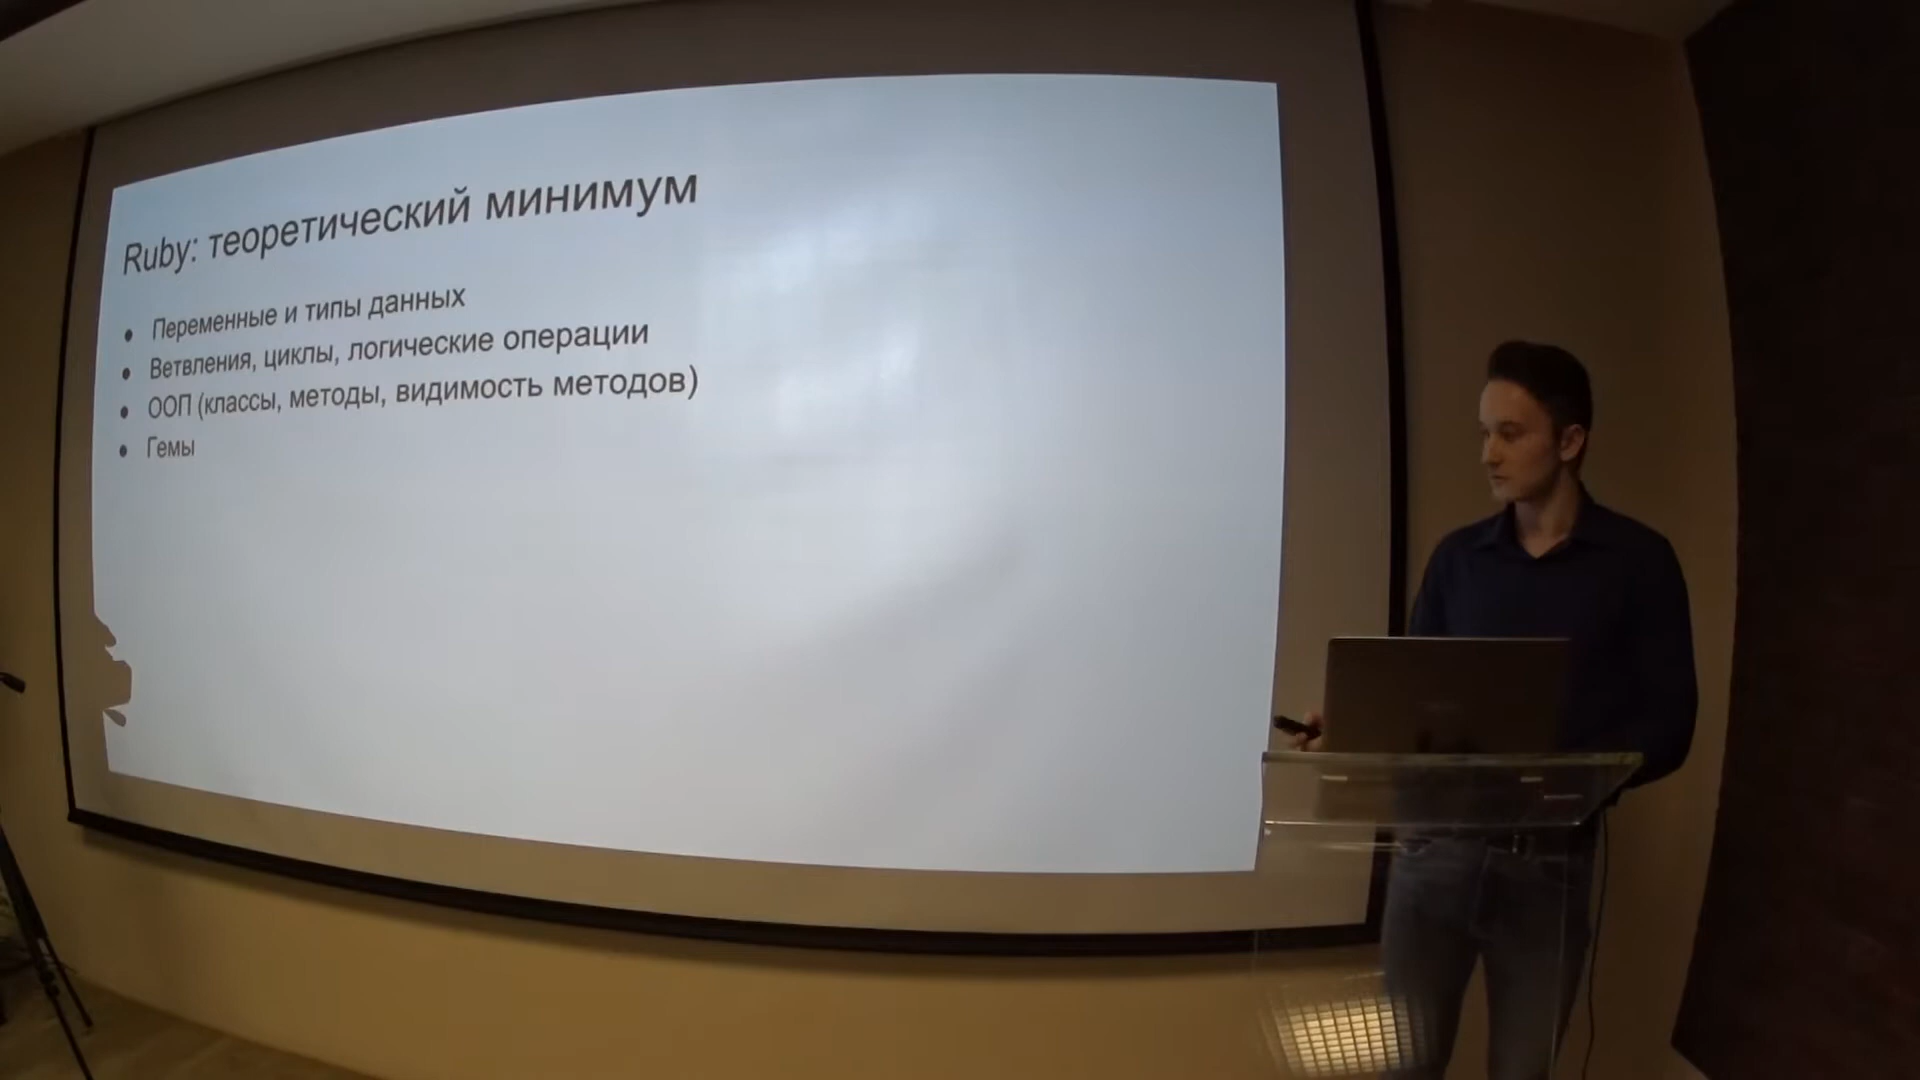 Ruby: теоретический минимум
● Переменные и типы данных
● Ветвления, циклы, логические операции
● ООП (классы, методы, видимость методов)
● Гемы